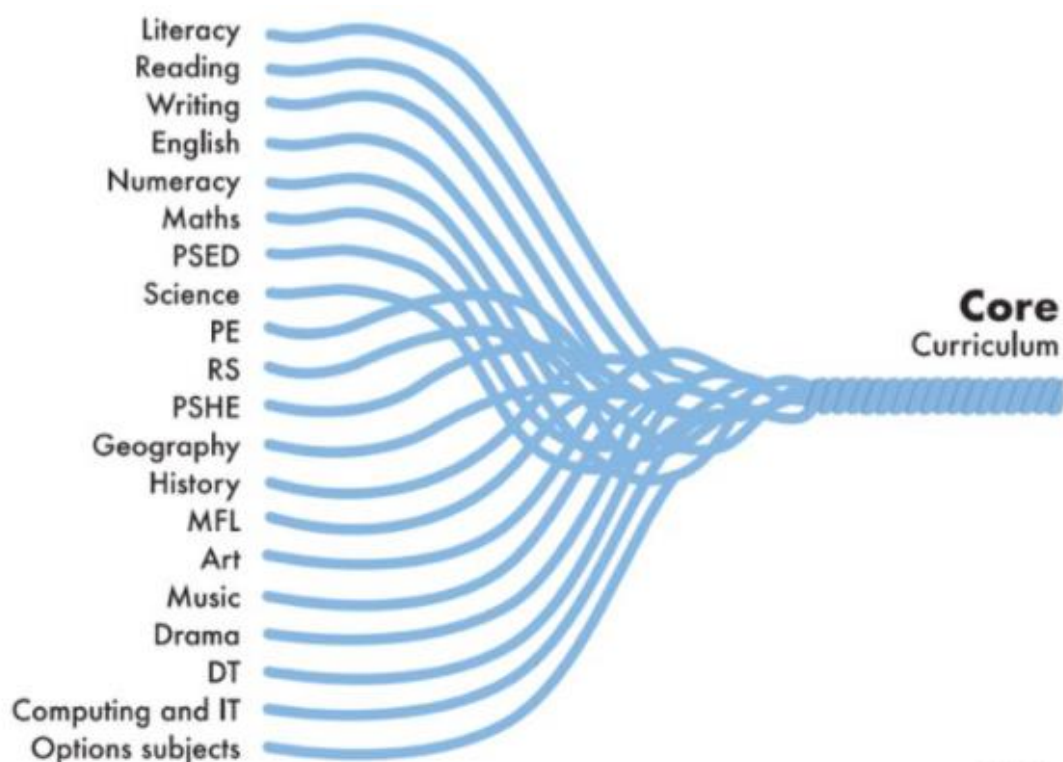 Literacy
Reading
Writing
English
Numeracy
Maths
PSED
Science
PE
RS
PSHE
Geography
History
MFL
Art
Music
Drama
DT
Computing and IT
Options subjects
Core
Curriculum